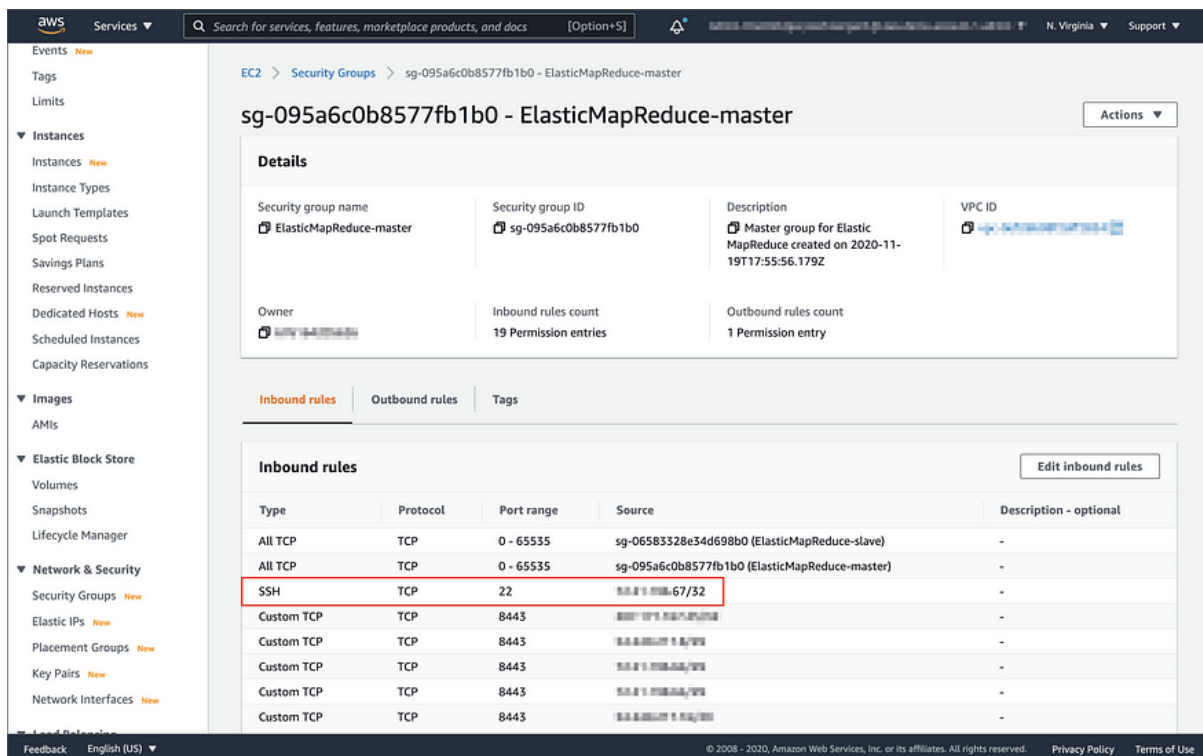 aws Services ▼ Search for services, features, marketplace products, and docs [Option+S] N. Virginia ▼ Support ▼
Events New
Tags
Limits
▼ Instances
Instances New
Instance Types
Launch Templates
Spot Requests
Savings Plans
Reserved Instances
Dedicated Hosts New
Scheduled Instances
Capacity Reservations
▼ Images
AMIs
▼ Elastic Block Store
Volumes
Snapshots
Lifecycle Manager
▼ Network & Security
Security Groups New
Elastic IPs New
Placement Groups New
Key Pairs New
Network Interfaces New
EC2 > Security Groups > sg-095a6c0b8577fb1b0 - ElasticMapReduce-master
sg-095a6c0b8577fb1b0 - ElasticMapReduce-master Actions ▼
Details
Security group name Security group ID Description VPC ID
ElasticMapReduce-master sg-095a6c0b8577fb1b0 Master group for Elastic
MapReduce created on 2020-11-
19T17:55:56.179Z
Owner Inbound rules count Outbound rules count
19 Permission entries 1 Permission entry
Inbound rules Outbound rules Tags
Inbound rules Edit inbound rules
Type Protocol Port range Source Description - optional
All TCP TCP 0 - 65535 sg-06583328e34d698b0 (ElasticMapReduce-slave) -
All TCP TCP 0 - 65535 sg-095a6c0b8577fb1b0 (ElasticMapReduce-master) -
SSH TCP 22 67/32 -
Custom TCP TCP 8443 -
Custom TCP TCP 8443 -
Custom TCP TCP 8443 -
Custom TCP TCP 8443 -
Custom TCP TCP 8443 -
Feedback English (US) ▼ © 2008 - 2020, Amazon Web Services, Inc. or its affiliates. All rights reserved. Privacy Policy Terms of Use